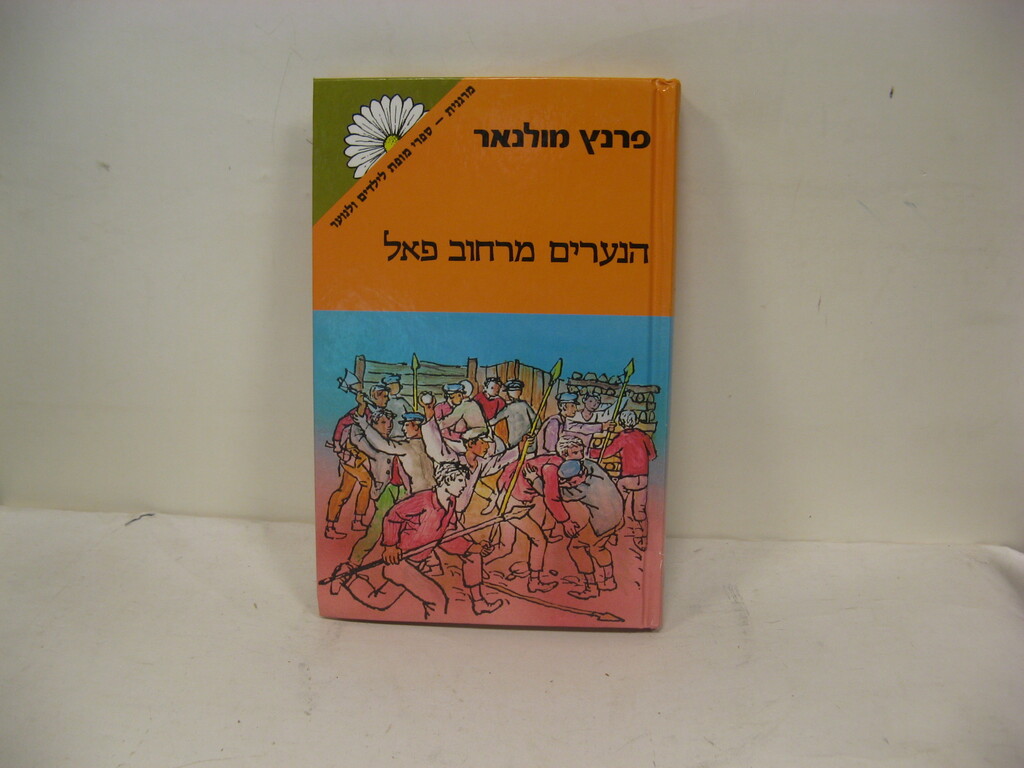 פרנץ מולנאר
הנערים מרחוב פאל
מרגנית – ספרי מופת לילדים ולנוער